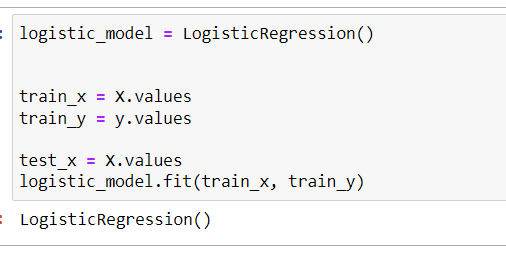 logistic_model = LogisticRegression()
train_x = X.values
train_y = y.values
test_x = X.values
logistic_model.fit(train_x, train_y)
LogisticRegression()